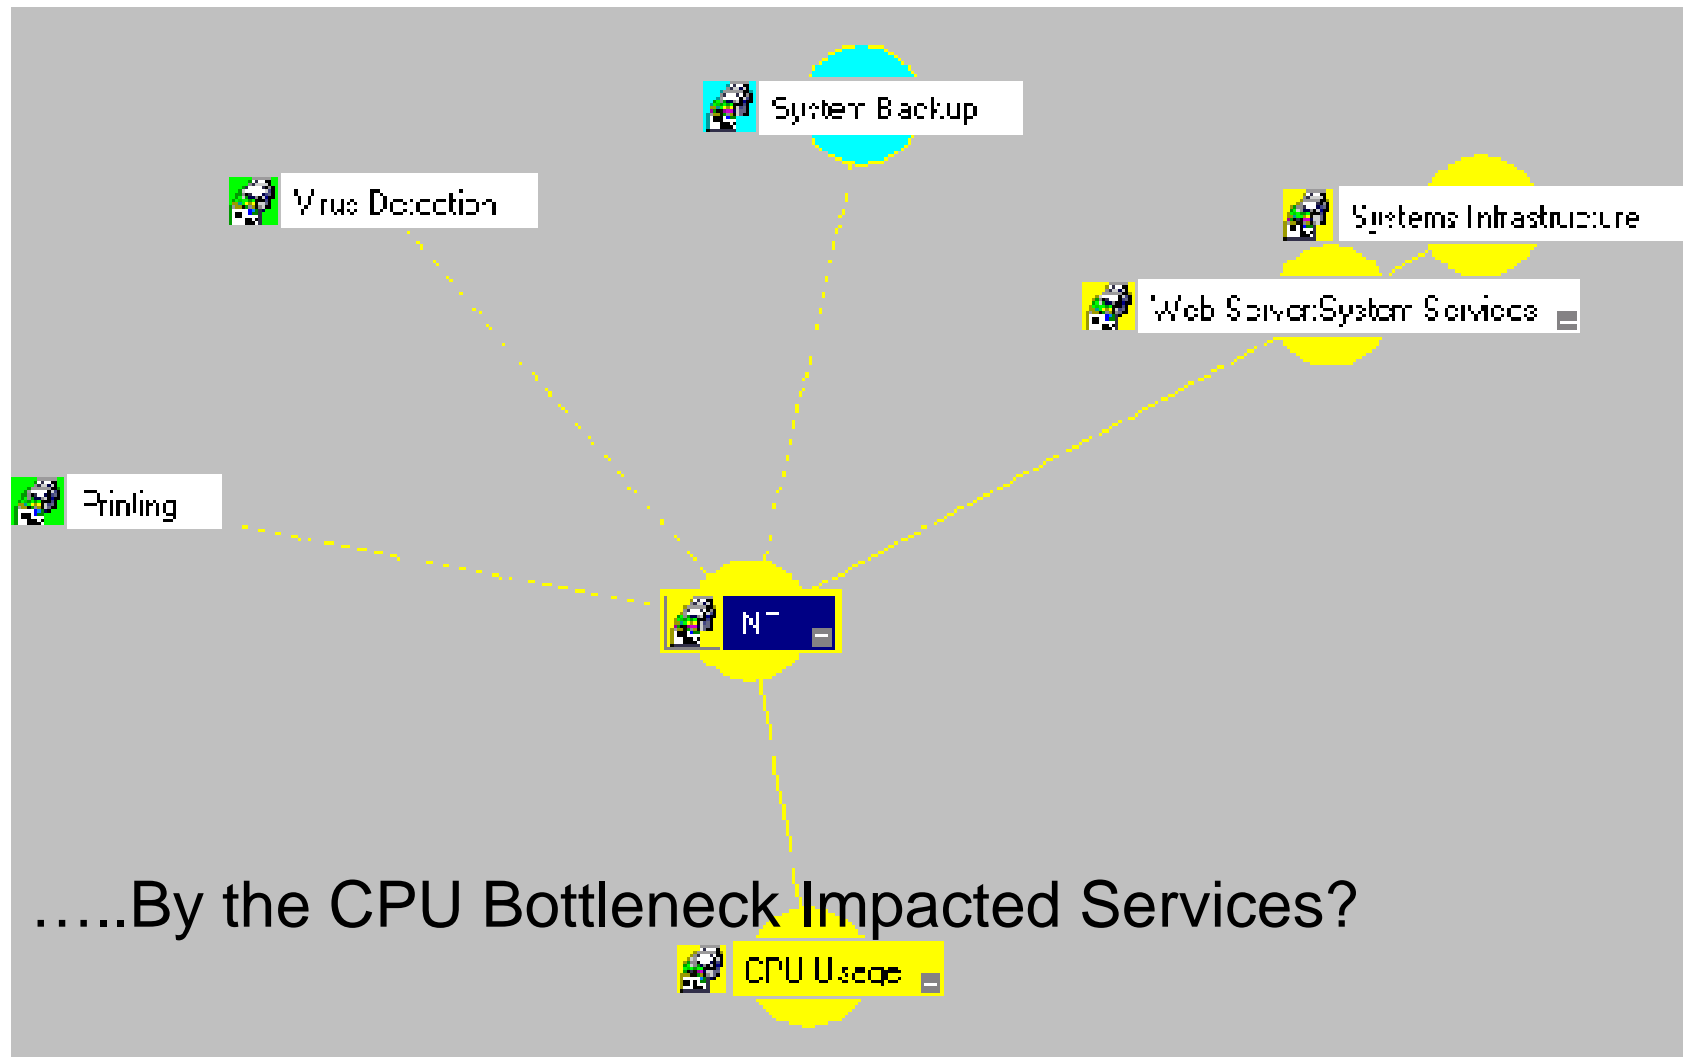 System Backup
Virus Detection
Systems Infrastructure
Web Server:System Services
Printing
NT
…..By the CPU Bottleneck Impacted Services?
CPU Usage